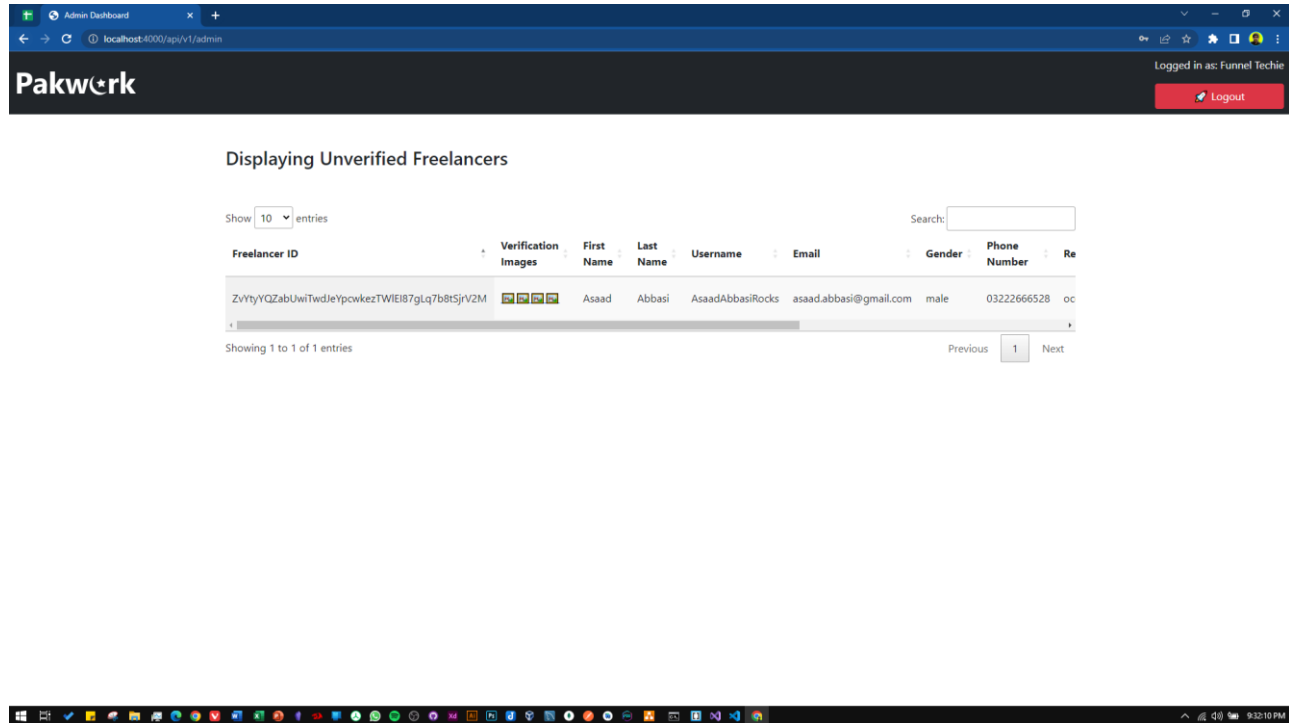 Admin Dashboard
localhost:4000/api/v1/admin
Pakwork
Logged in as: Funnel Techie
Logout
Displaying Unverified Freelancers
Show 10 entries
Search:
Freelancer ID Verification Images First Name Last Name Username Email Gender Phone Number Re
ZvYtyYQZabUwiTwdJeYpcwkezTWlEI87gLq7b8tSjrV2M Asaad Abbasi AsaadAbbasiRocks asaad.abbasi@gmail.com male 03222666528 oc
Showing 1 to 1 of 1 entries
Previous 1 Next
9:32:10 PM